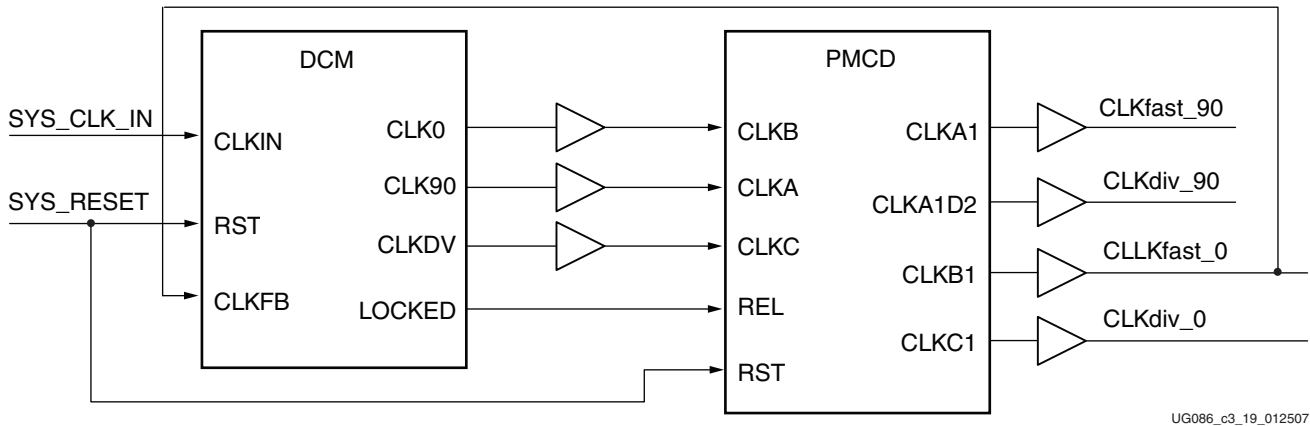 DCM
PMCD
SYS_CLK_IN
CLKIN
CLK0
CLKB
CLKA1
CLKfast_90
SYS_RESET
RST
CLK90
CLKA
CLKA1D2
CLKdiv_90
CLKDV
CLKC
CLKB1
CLLKfast_0
CLKFB
LOCKED
REL
CLKC1
CLKdiv_0
RST
UG086_c3_19_012507